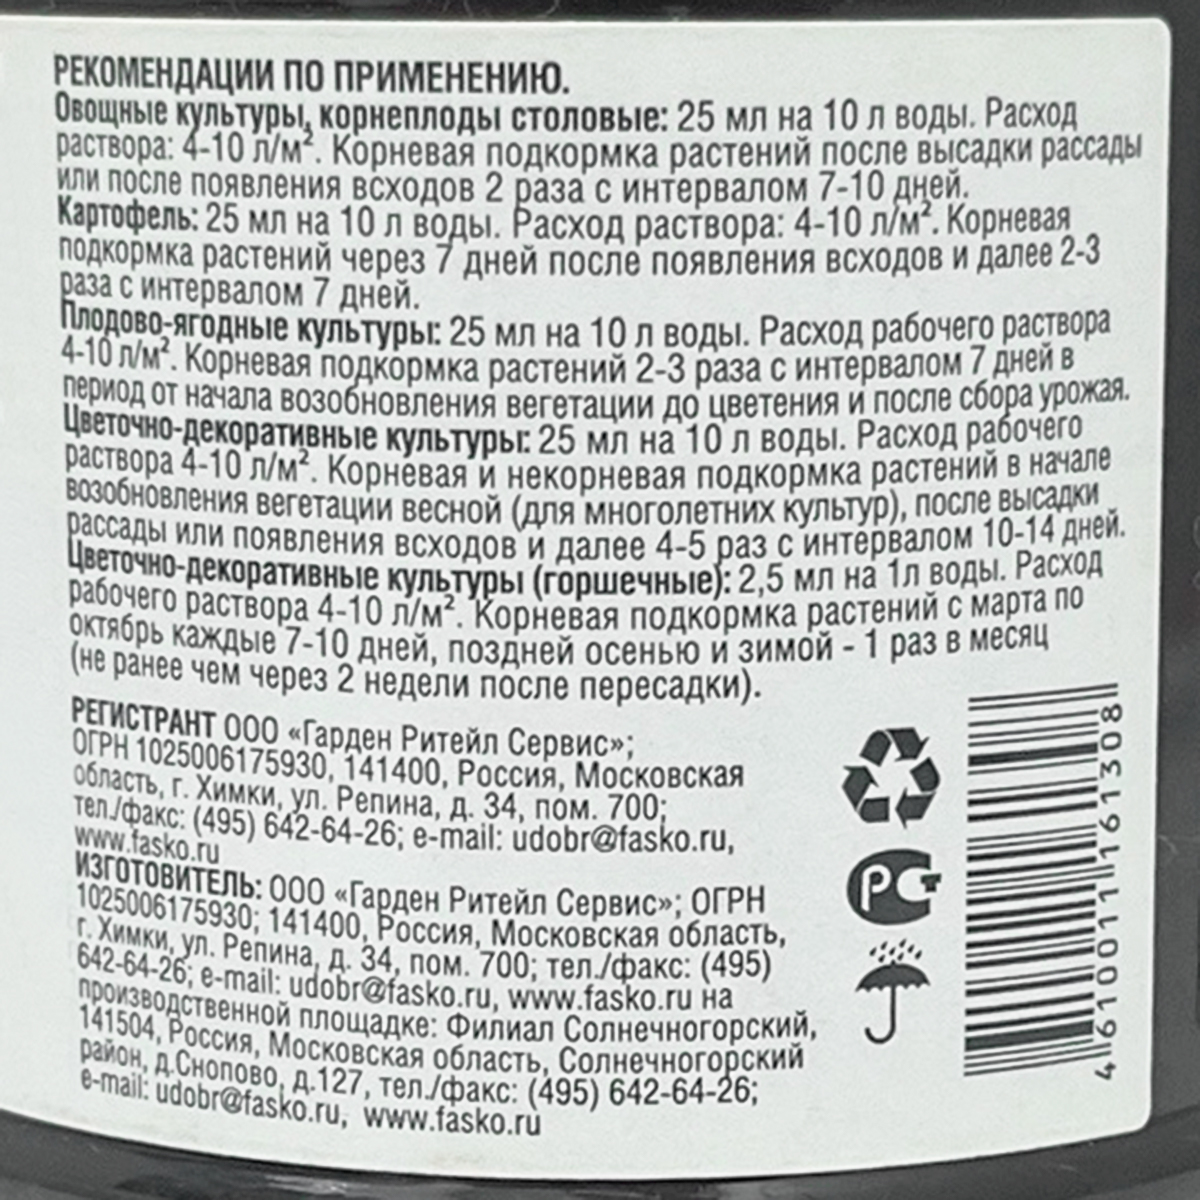 РЕКОМЕНДАЦИИ ПО ПРИМЕНЕНИЮ.
Овощные культуры, корнеплоды столовые: 25 мл на 10 л воды. Расход
раствора: 4-10 л/м². Корневая подкормка растений после высадки рассады
или после появления всходов 2 раза с интервалом 7-10 дней.
Картофель: 25 мл на 10 л воды. Расход раствора: 4-10 л/м². Корневая
подкормка растений через 7 дней после появления всходов и далее 2-3
раза с интервалом 7 дней.
Плодово-ягодные культуры: 25 мл на 10 л воды. Расход рабочего раствора
4-10 л/м². Корневая подкормка растений 2-3 раза с интервалом 7 дней в
период от начала возобновления вегетации до цветения и после сбора урожая.
Цветочно-декоративные культуры: 25 мл на 10 л воды. Расход рабочего
раствора 4-10 л/м². Корневая и некорневая подкормка растений в начале
возобновления вегетации весной (для многолетних культур), после высадки
рассады или появления всходов и далее 4-5 раз с интервалом 10-14 дней.
Цветочно-декоративные культуры (горшечные): 2,5 мл на 1л воды. Расход
рабочего раствора 4-10 л/м². Корневая подкормка растений с марта по
октябрь каждые 7-10 дней, поздней осенью и зимой - 1 раз в месяц
(не ранее чем через 2 недели после пересадки).
РЕГИСТРАНТ ООО «Гарден Ритейл Сервис»;
ОГРН 1025006175930, 141400, Россия, Московская
область, г. Химки, ул. Репина, д. 34, пом. 700;
тел./факс: (495) 642-64-26; e-mail: udobr@fasko.ru,
www.fasko.ru
ИЗГОТОВИТЕЛЬ: ООО «Гарден Ритейл Сервис»; ОГРН
1025006175930; 141400, Россия, Московская область,
г. Химки, ул. Репина, д. 34, пом. 700; тел./факс: (495)
642-64-26; e-mail: udobr@fasko.ru, www.fasko.ru на
производственной площадке: Филиал Солнечногорский,
141504, Россия, Московская область, Солнечногорский
район, д.Снопово, д.127, тел./факс: (495) 642-64-26;
e-mail: udobr@fasko.ru, www.fasko.ru
РСТ
4 610011 161308